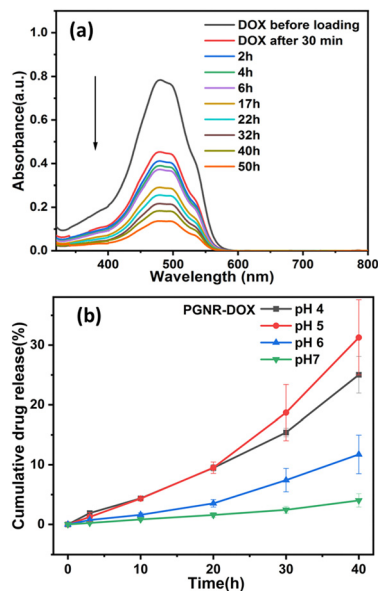 (a)
DOX before loading
DOX after 30 min
2h
4h
6h
17h
22h
32h
40h
50h
Absorbance(a.u.)
1.0
0.8
0.6
0.4
0.2
0.0
400 500 600 700 800
Wavelength (nm)
(b)
PGNR-DOX
pH 4
pH 5
pH 6
pH7
Cumulative drug release(%)
30
20
10
0
0 10 20 30 40
Time(h)